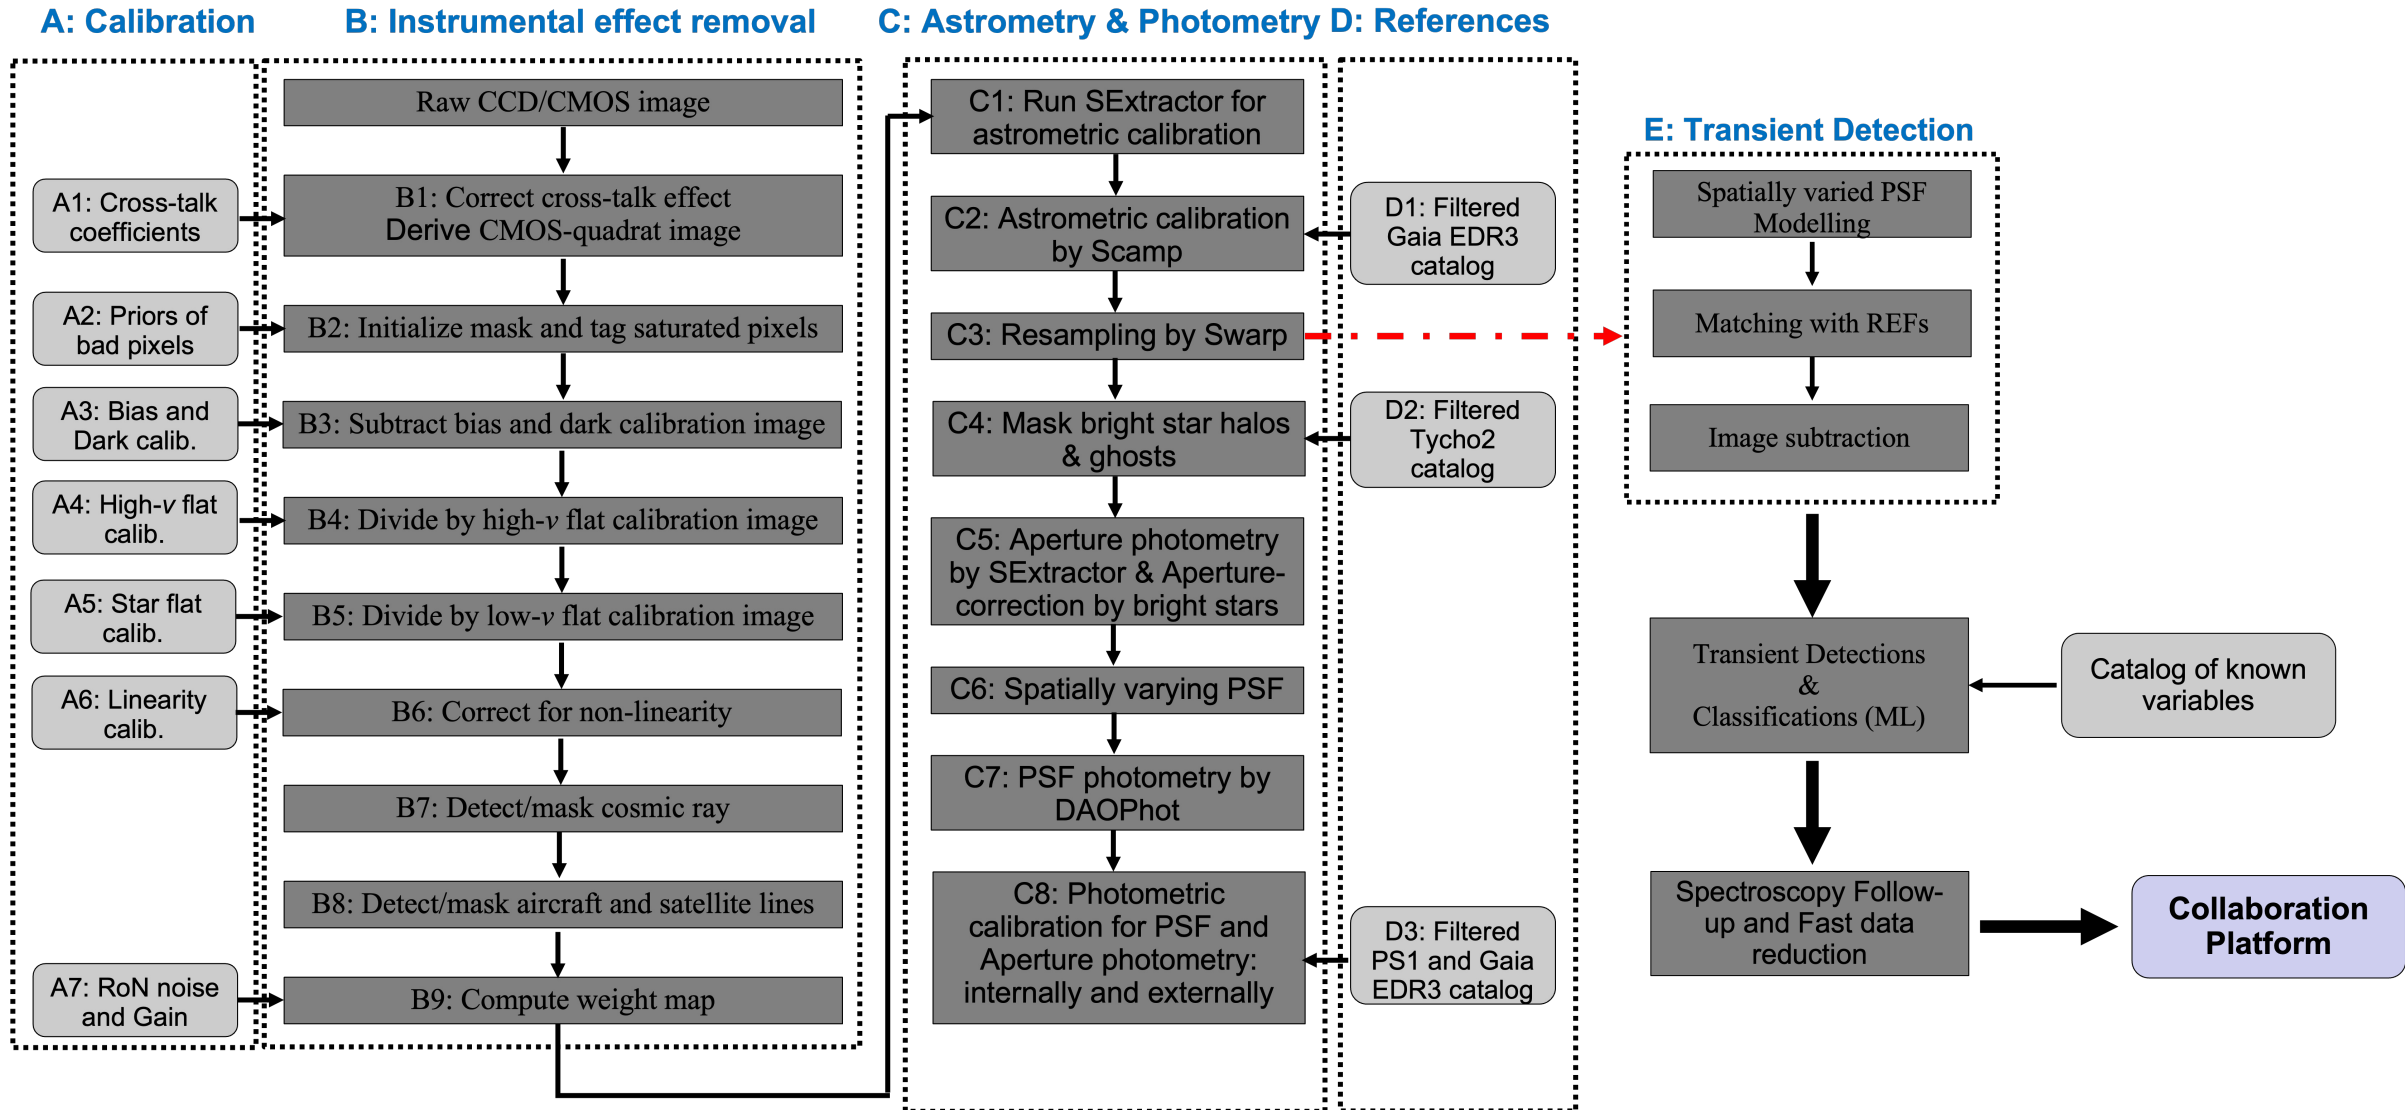 A: Calibration
B: Instrumental effect removal
C: Astrometry & Photometry
D: References
A1: Cross-talk
coefficients
A2: Priors of
bad pixels
A3: Bias and
Dark calib.
A4: High-v flat
calib.
A5: Star flat
calib.
A6: Linearity
calib.
A7: RoN noise
and Gain
Raw CCD/CMOS image
B1: Correct cross-talk effect
Derive CMOS-quadrat image
B2: Initialize mask and tag saturated pixels
B3: Subtract bias and dark calibration image
B4: Divide by high-v flat calibration image
B5: Divide by low-v flat calibration image
B6: Correct for non-linearity
B7: Detect/mask cosmic ray
B8: Detect/mask aircraft and satellite lines
B9: Compute weight map
C1: Run SExtractor for
astrometric calibration
C2: Astrometric calibration
by Scamp
C3: Resampling by Swarp
C4: Mask bright star halos
& ghosts
C5: Aperture photometry
by SExtractor & Aperture-
correction by bright stars
C6: Spatially varying PSF
C7: PSF photometry by
DAOPhot
C8: Photometric
calibration for PSF and
Aperture photometry:
internally and externally
D1: Filtered
Gaia EDR3
catalog
D2: Filtered
Tycho2
catalog
D3: Filtered
PS1 and Gaia
EDR3 catalog
E: Transient Detection
Spatially varied PSF
Modelling
Matching with REFs
Image subtraction
Transient Detections
&
Classifications (ML)
Catalog of known
variables
Spectroscopy Follow-
up and Fast data
reduction
Collaboration
Platform